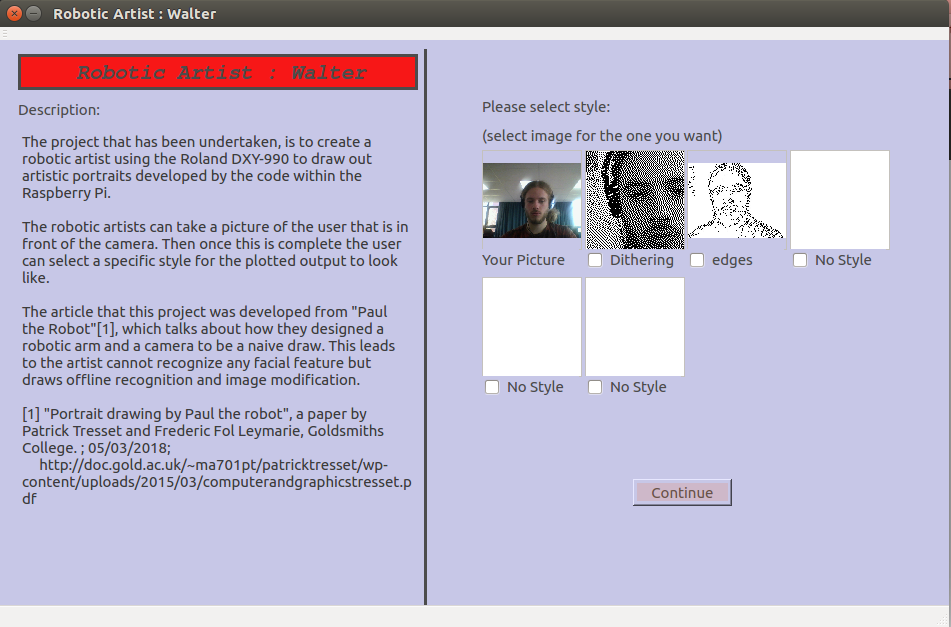 Robotic Artist : Walter
Robotic Artist : Walter
Description:
The project that has been undertaken, is to create a
robotic artist using the Roland DXY-990 to draw out
artistic portraits developed by the code within the
Raspberry Pi.
The robotic artists can take a picture of the user that is in
front of the camera. Then once this is complete the user
can select a specific style for the plotted output to look
like.
The article that this project was developed from "Paul
the Robot"[1], which talks about how they designed a
robotic arm and a camera to be a naive draw. This leads
to the artist cannot recognize any facial feature but
draws offline recognition and image modification.
[1] "Portrait drawing by Paul the robot", a paper by
Patrick Tresset and Frederic Fol Leymarie, Goldsmiths
College. ; 05/03/2018;
http://doc.gold.ac.uk/~ma701pt/patricktresset/wp-
content/uploads/2015/03/computerandgraphicstresset.p
df
Please select style:
(select image for the one you want)
Your Picture Dithering edges No Style
No Style No Style
Continue